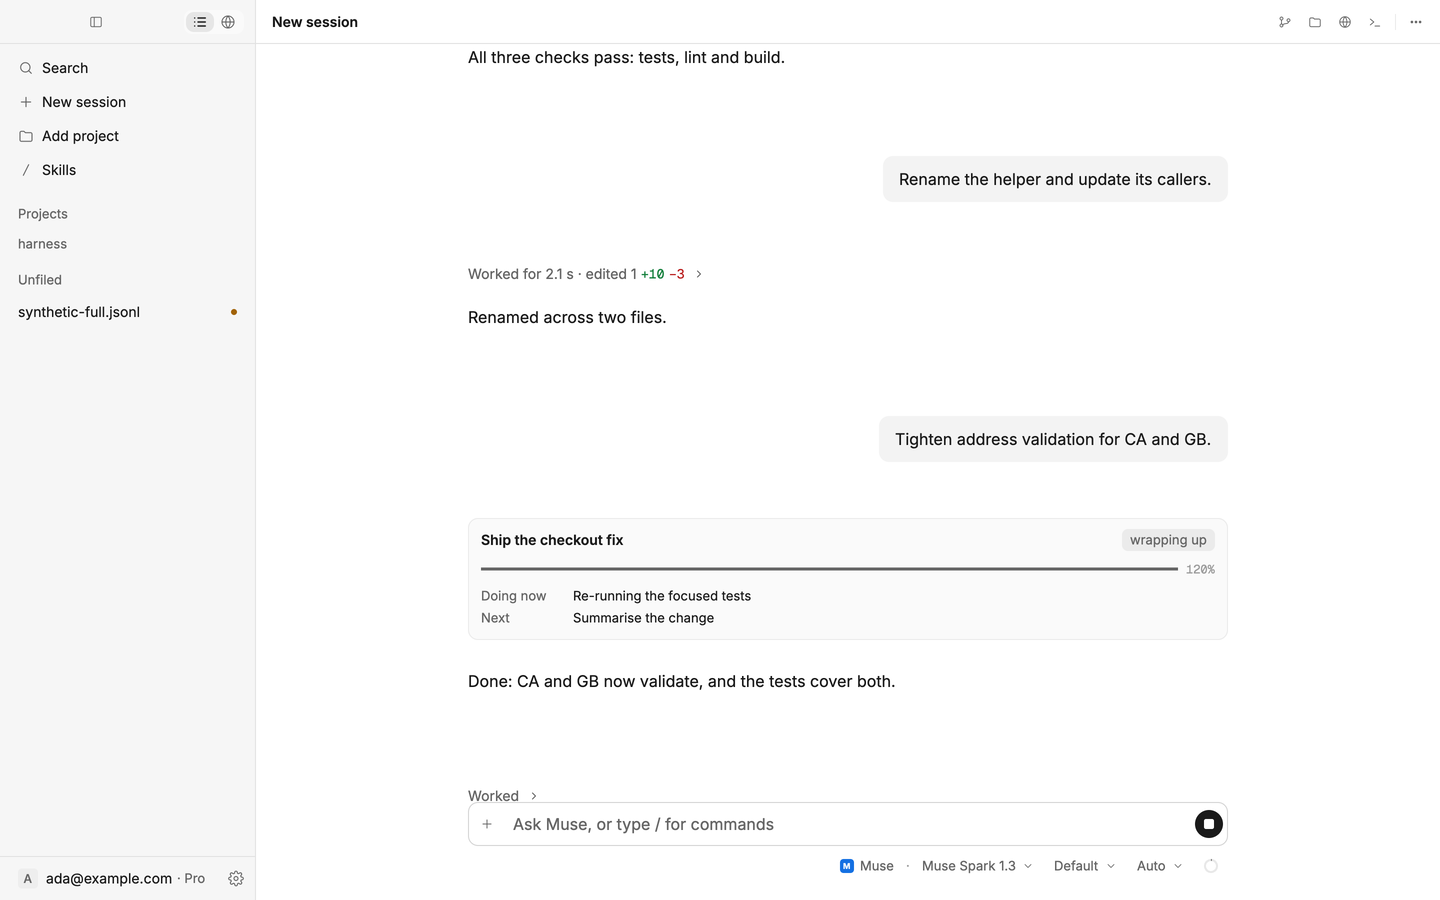 New session
Search
New session
Add project
Skills
Projects
harness
Unfiled
synthetic-full.jsonl
A ada@example.com · Pro
All three checks pass: tests, lint and build.
Rename the helper and update its callers.
Worked for 2.1 s · edited 1 +10 −3
Renamed across two files.
Tighten address validation for CA and GB.
Ship the checkout fix wrapping up
120%
Doing now Re-running the focused tests
Next Summarise the change
Done: CA and GB now validate, and the tests cover both.
Worked
Ask Muse, or type / for commands
M Muse · Muse Spark 1.3 Default Auto